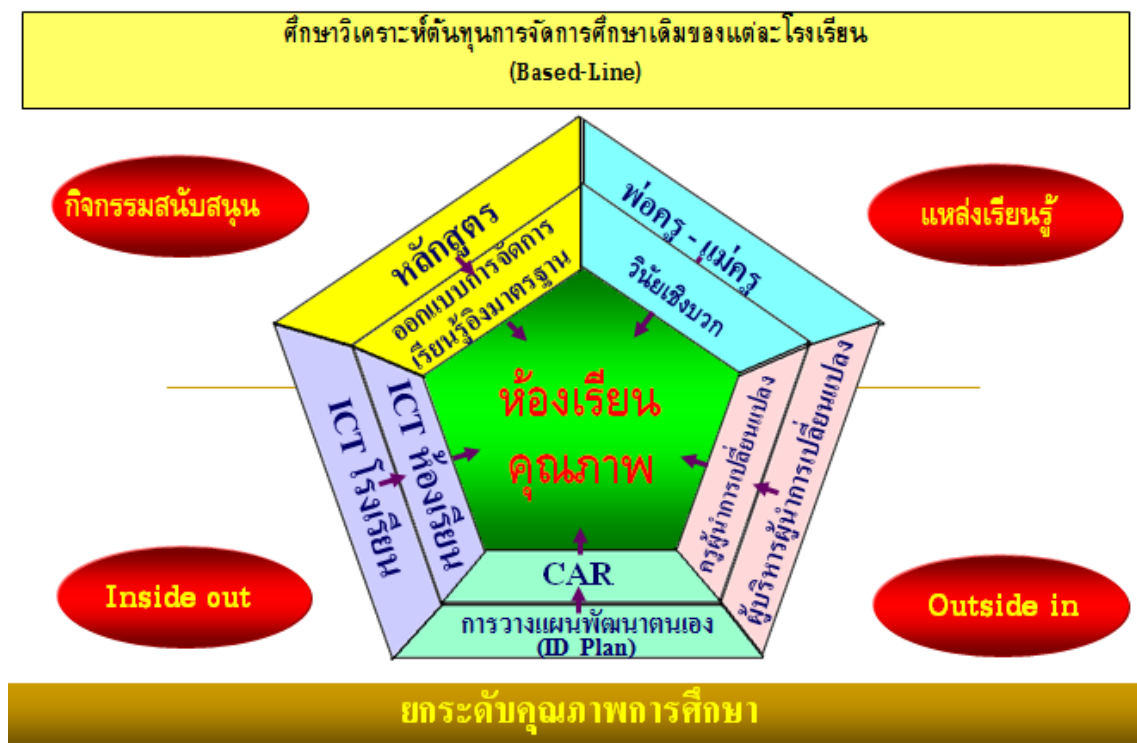 ศึกษาวิเคราะห์ต้นทุนการจัดการศึกษาเดิมของแต่ละโรงเรียน
(Based-Line)
กิจกรรมสนับสนุน
แหล่งเรียนรู้
หลักสูตร
ออกแบบการจัดการ
เรียนรู้อิงมาตรฐาน
พ่อครู - แม่ครู
วินัยเชิงบวก
ICT โรงเรียน
ICT ห้องเรียน
ห้องเรียน
คุณภาพ
ครูผู้นำการเปลี่ยนแปลง
ผู้บริหารผู้นำการเปลี่ยนแปลง
CAR
การวางแผนพัฒนาตนเอง
(ID Plan)
Inside out
Outside in
ยกระดับคุณภาพการศึกษา